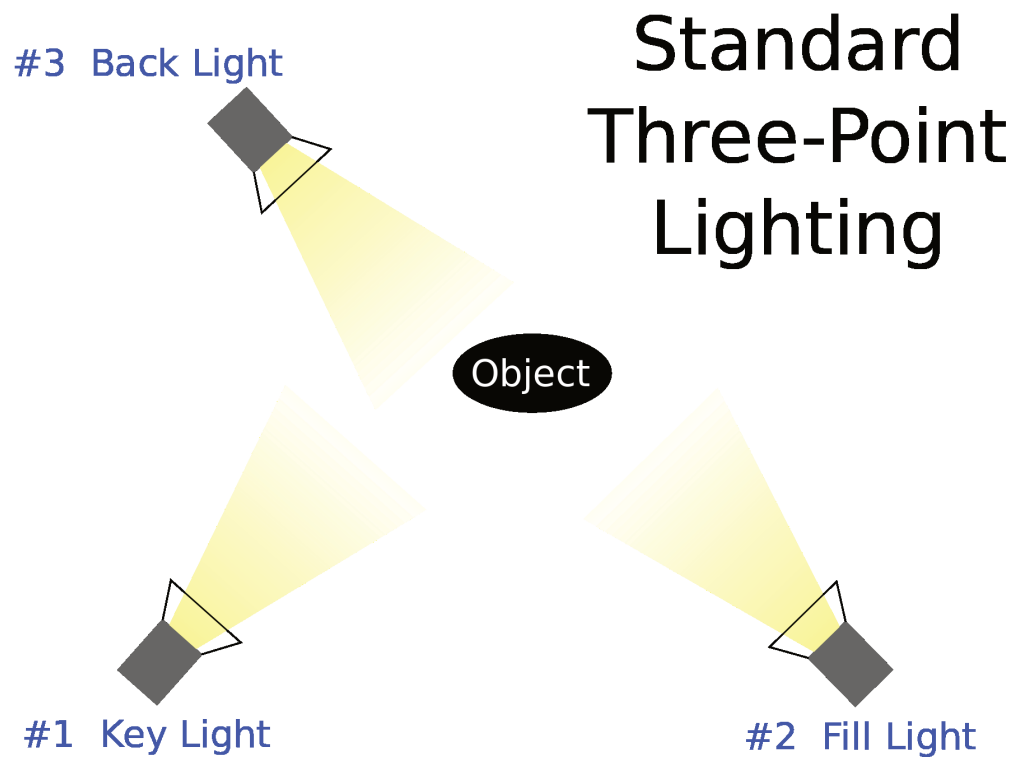 Standard
Three-Point
Lighting
#3 Back Light
Object
#1 Key Light
#2 Fill Light